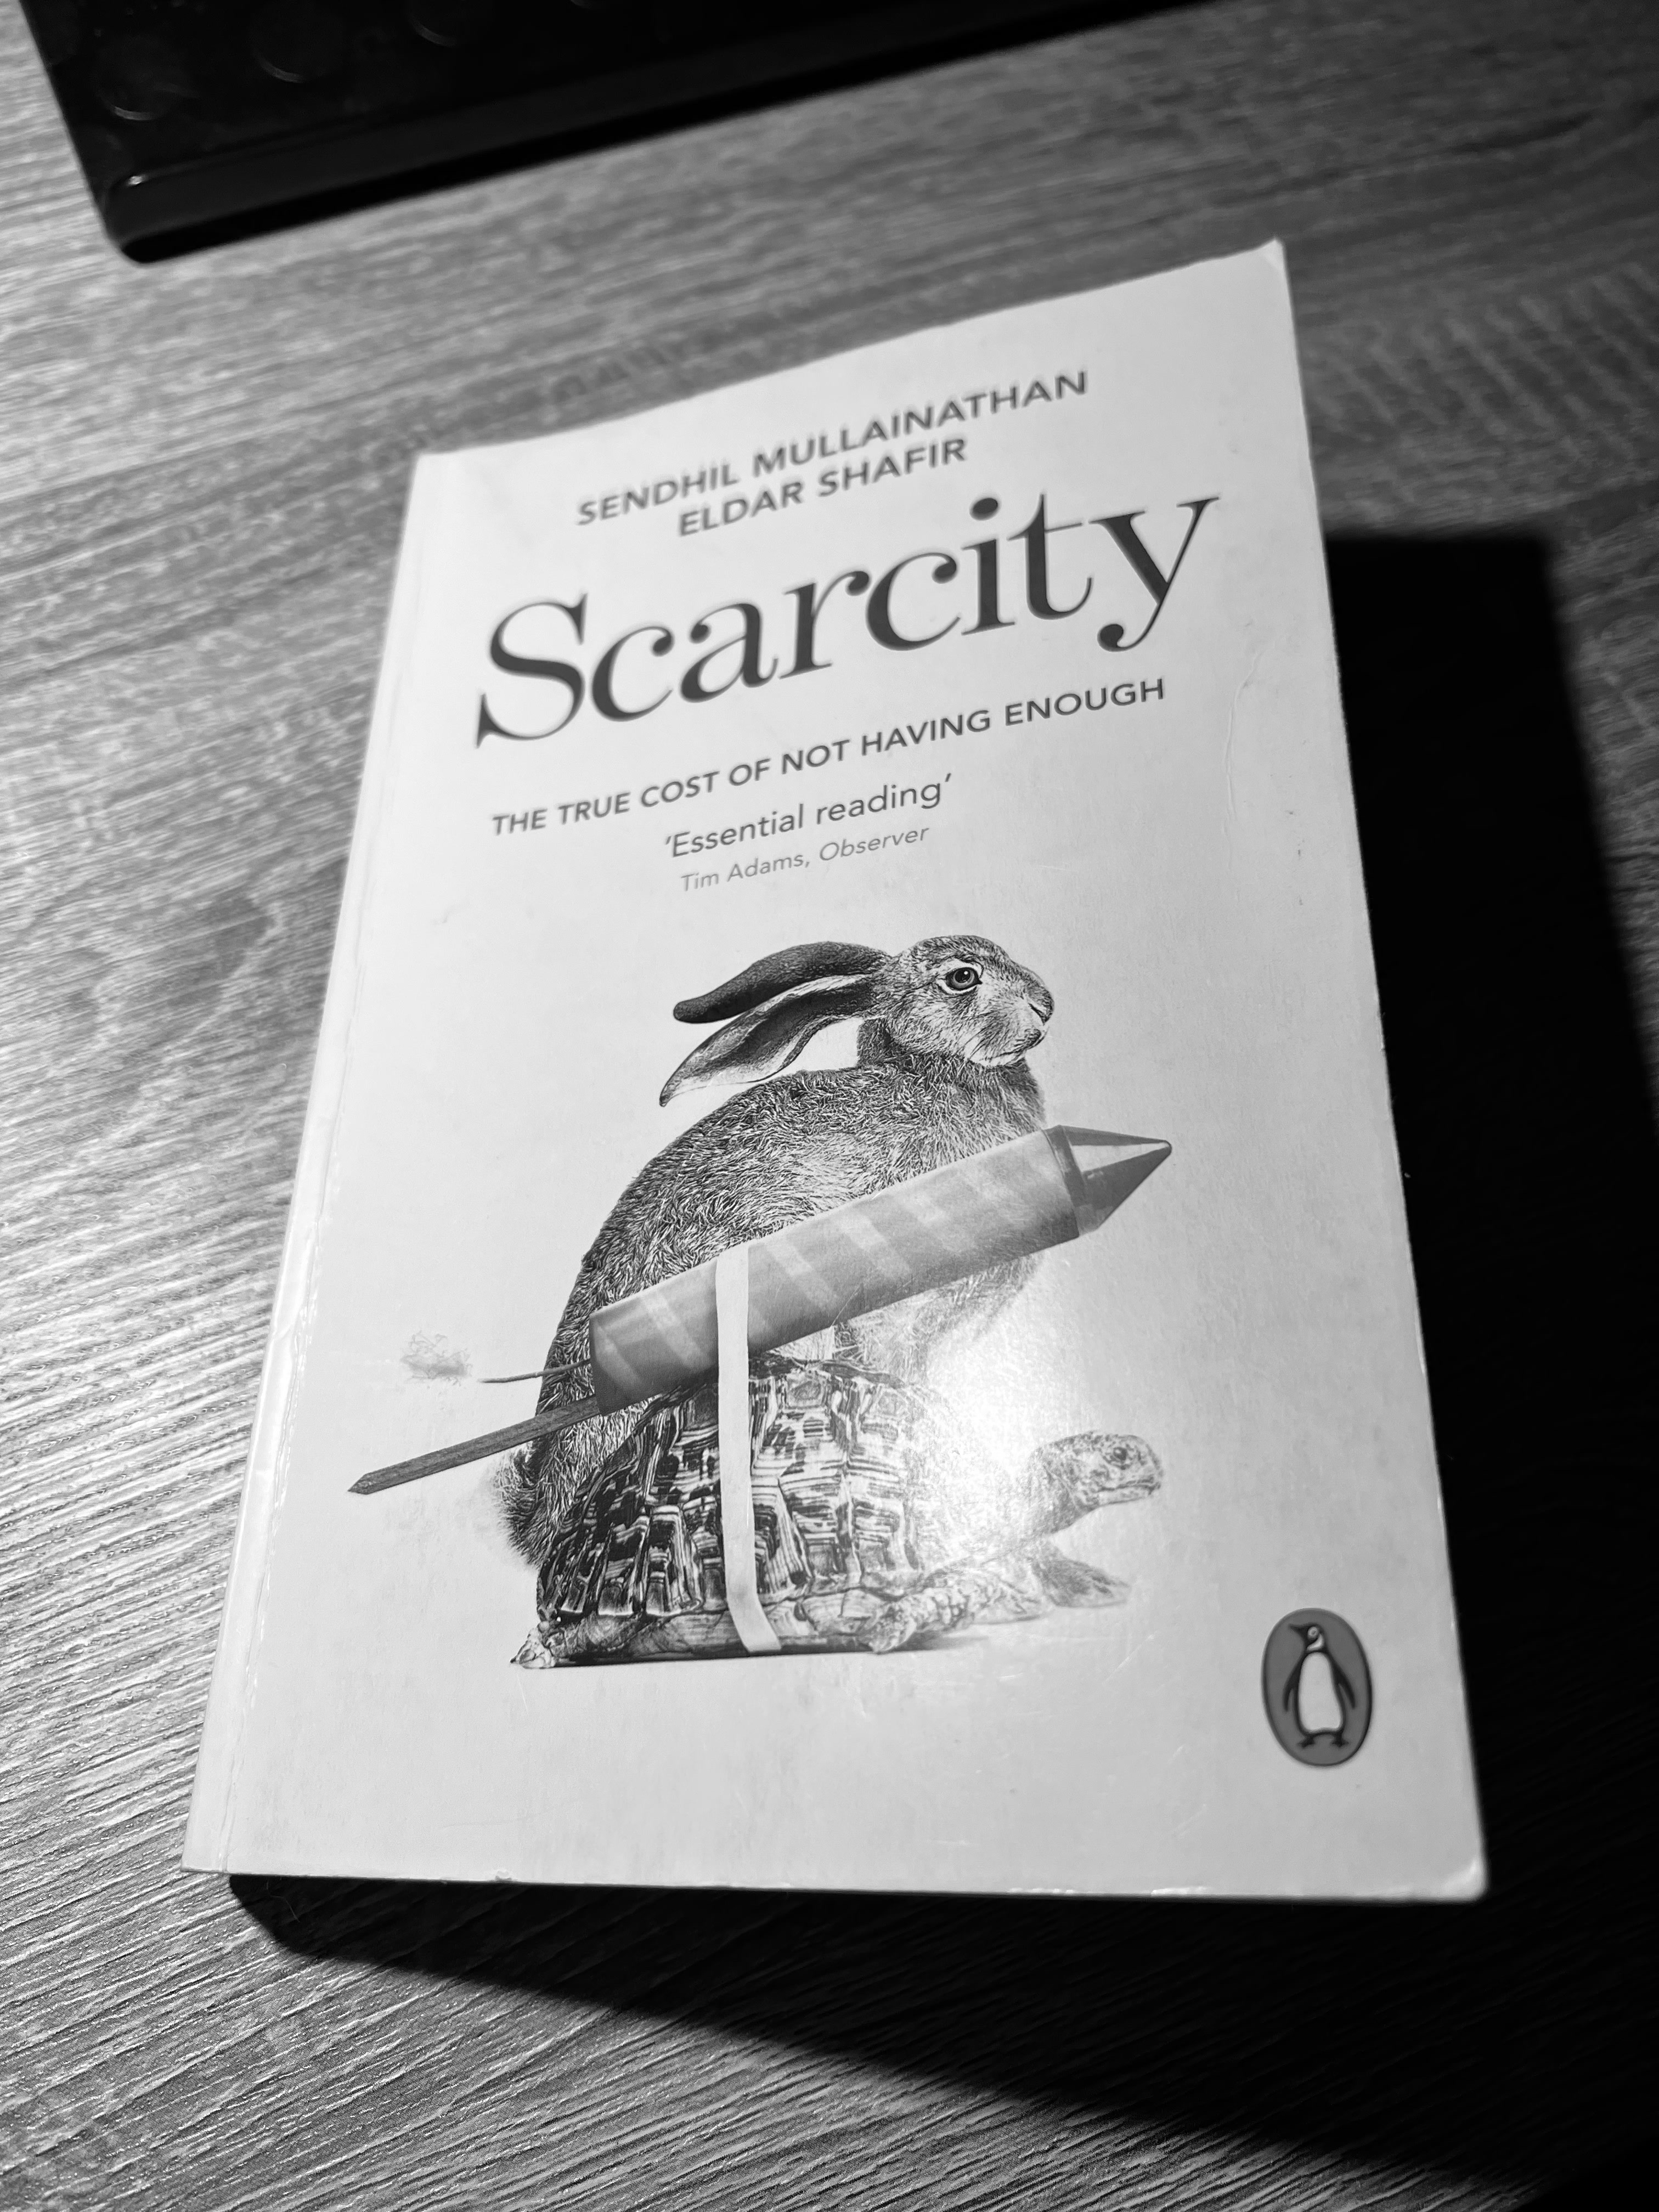 SENDHIL MULLAINATHAN
ELDAR SHAFIR
Scarcity
THE TRUE COST OF NOT HAVING ENOUGH
‘Essential reading’
Tim Adams, Observer